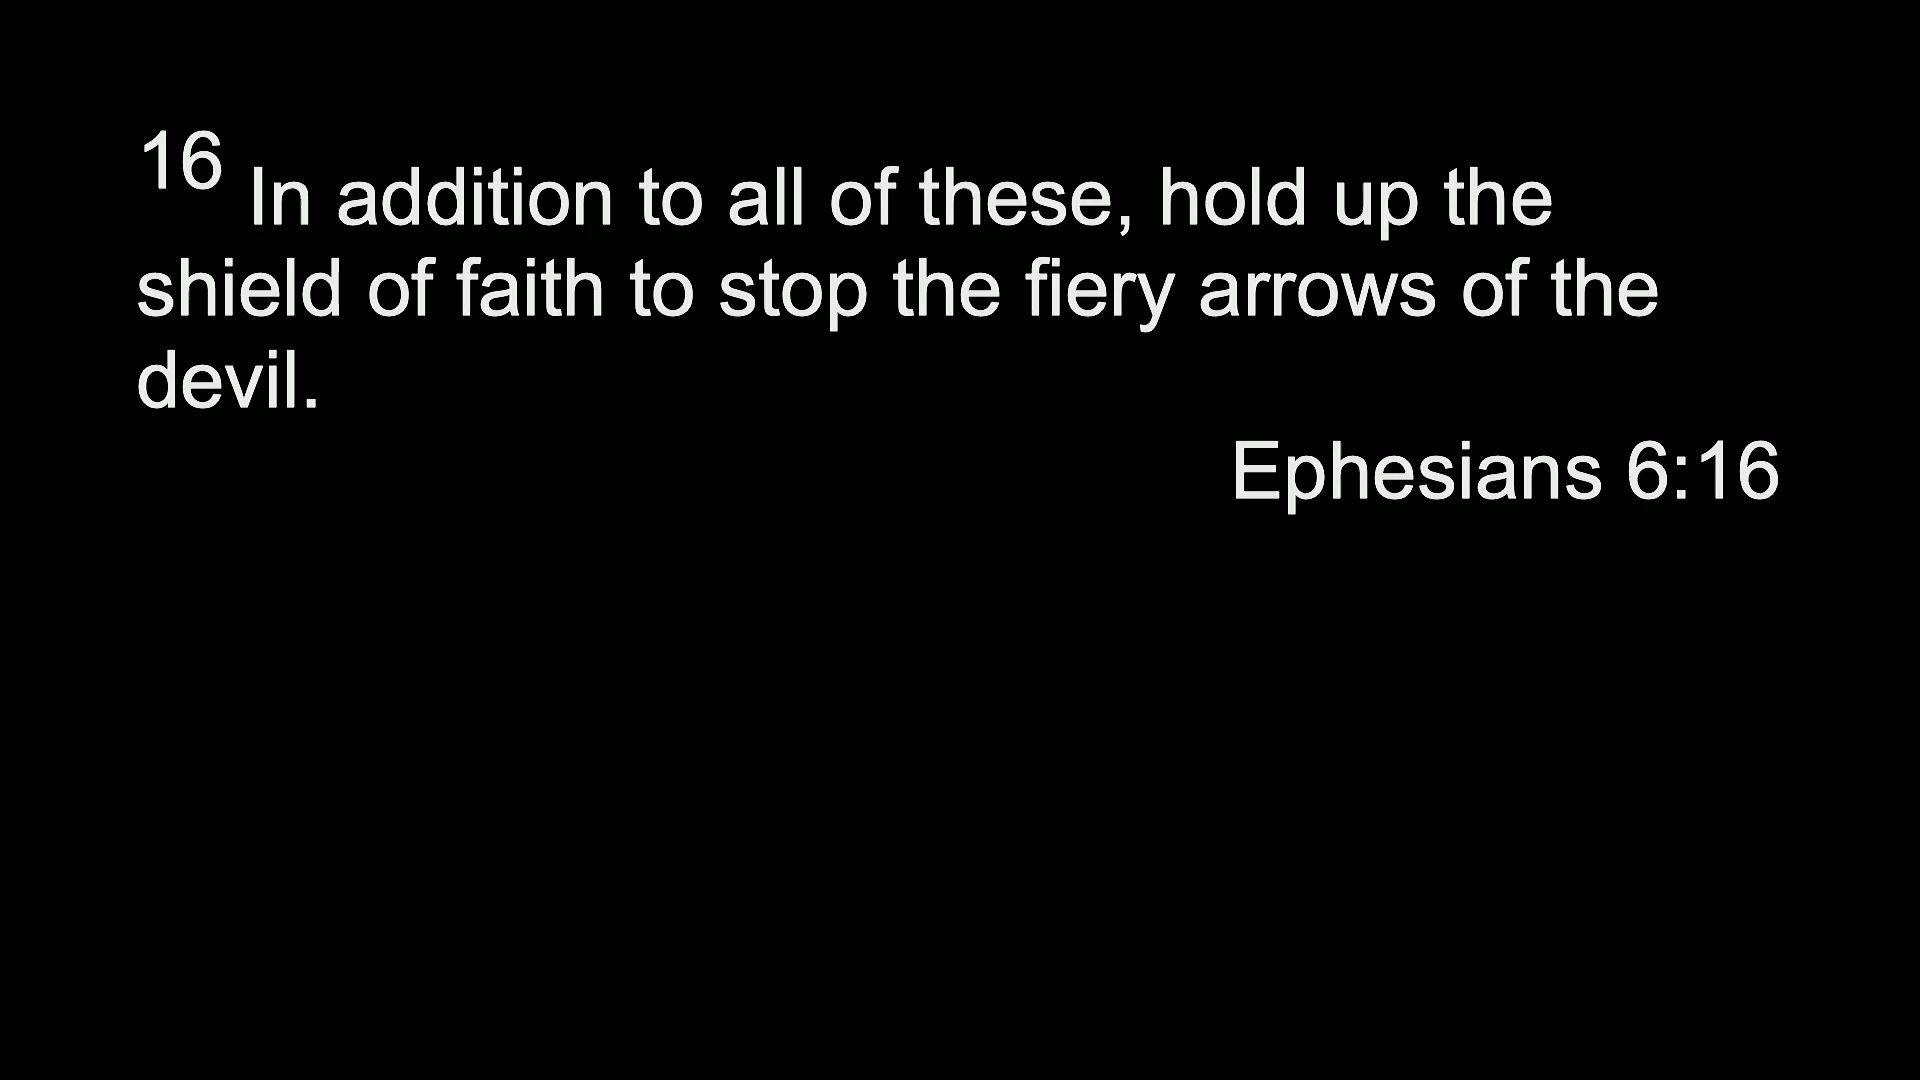 16 In addition to all of these, hold up the
shield of faith to stop the fiery arrows of the
devil.
Ephesians 6:16